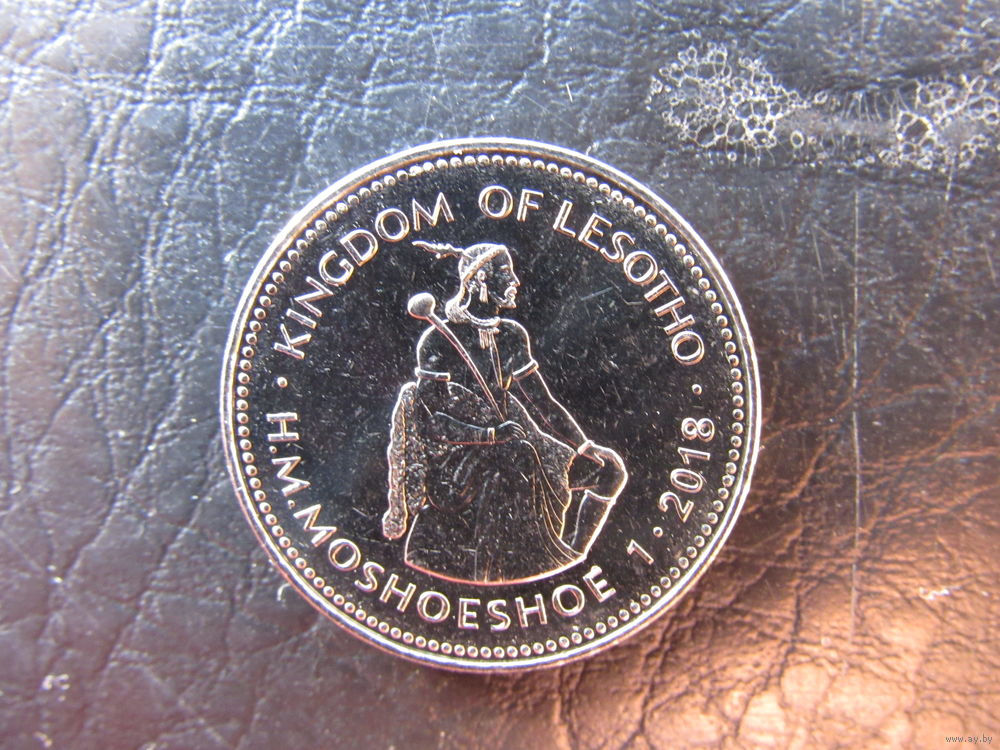 · KINGDOM OF LESOTHO ·
H.M. MOSHOESHOE 1 · 2018
www.ay.by